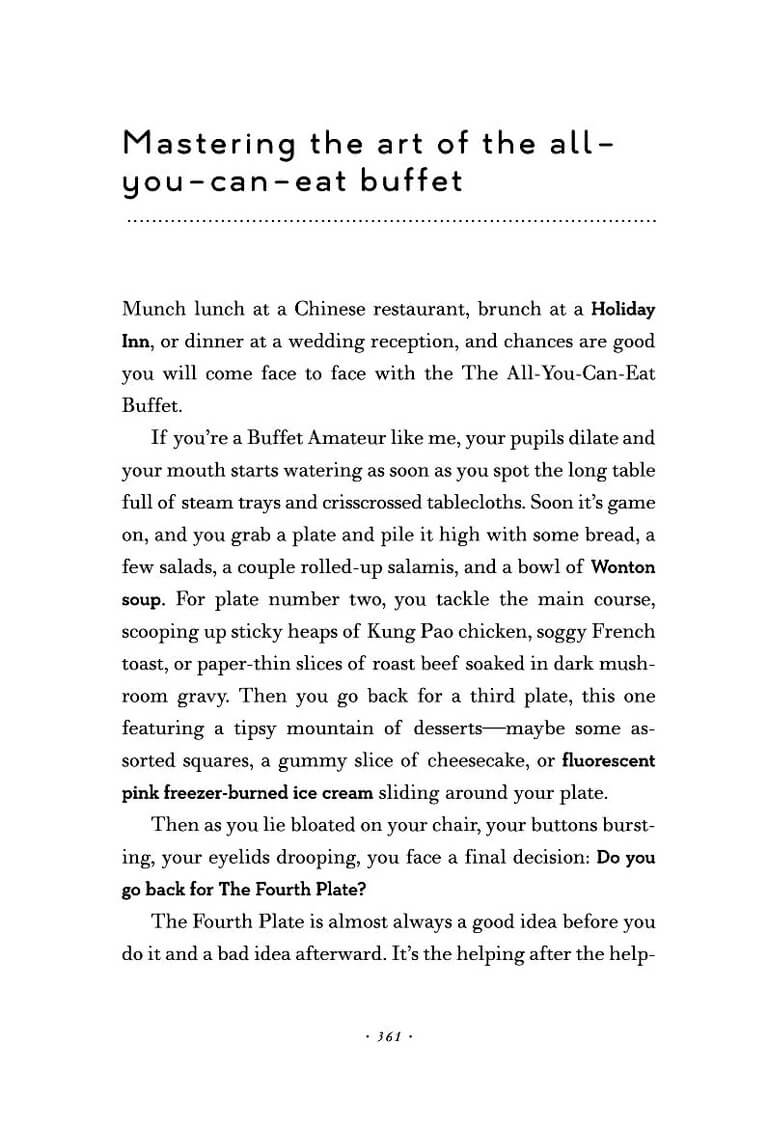 Mastering the art of the all-
you-can-eat buffet
Munch lunch at a Chinese restaurant, brunch at a Holiday
Inn, or dinner at a wedding reception, and chances are good
you will come face to face with the The All-You-Can-Eat
Buffet.
If you're a Buffet Amateur like me, your pupils dilate and
your mouth starts watering as soon as you spot the long table
full of steam trays and crisscrossed tablecloths. Soon it's game
on, and you grab a plate and pile it high with some bread, a
few salads, a couple rolled-up salamis, and a bowl of Wonton
soup. For plate number two, you tackle the main course,
scooping up sticky heaps of Kung Pao chicken, soggy French
toast, or paper-thin slices of roast beef soaked in dark mush-
room gravy. Then you go back for a third plate, this one
featuring a tipsy mountain of desserts—maybe some as-
sorted squares, a gummy slice of cheesecake, or fluorescent
pink freezer-burned ice cream sliding around your plate.
Then as you lie bloated on your chair, your buttons burst-
ing, your eyelids drooping, you face a final decision: Do you
go back for The Fourth Plate?
The Fourth Plate is almost always a good idea before you
do it and a bad idea afterward. It's the helping after the help-
· 361 ·